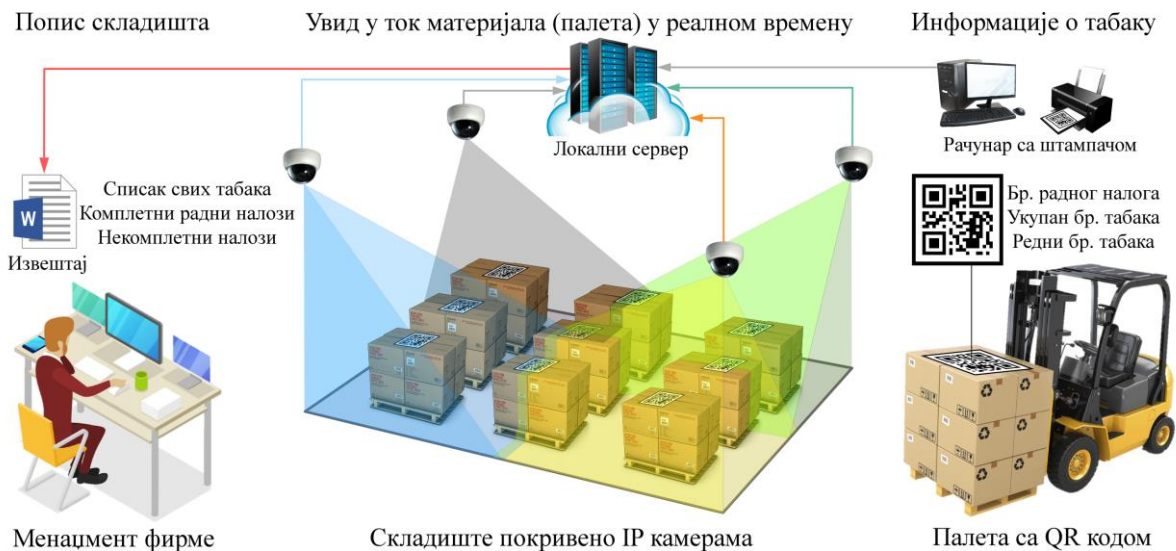 Попис складишта
Увид у ток материјала (палета) у реалном времену
Информације о табаку
Локални сервер
Рачунар са штампачом
W
Списак свих табака
Комплетни радни налози
Некомплетни налози
Извештај
Бр. радног налога
Укупан бр. табака
Редни бр. табака
Менаџмент фирме
Складиште покривено IP камерама
Палета са QR кодом